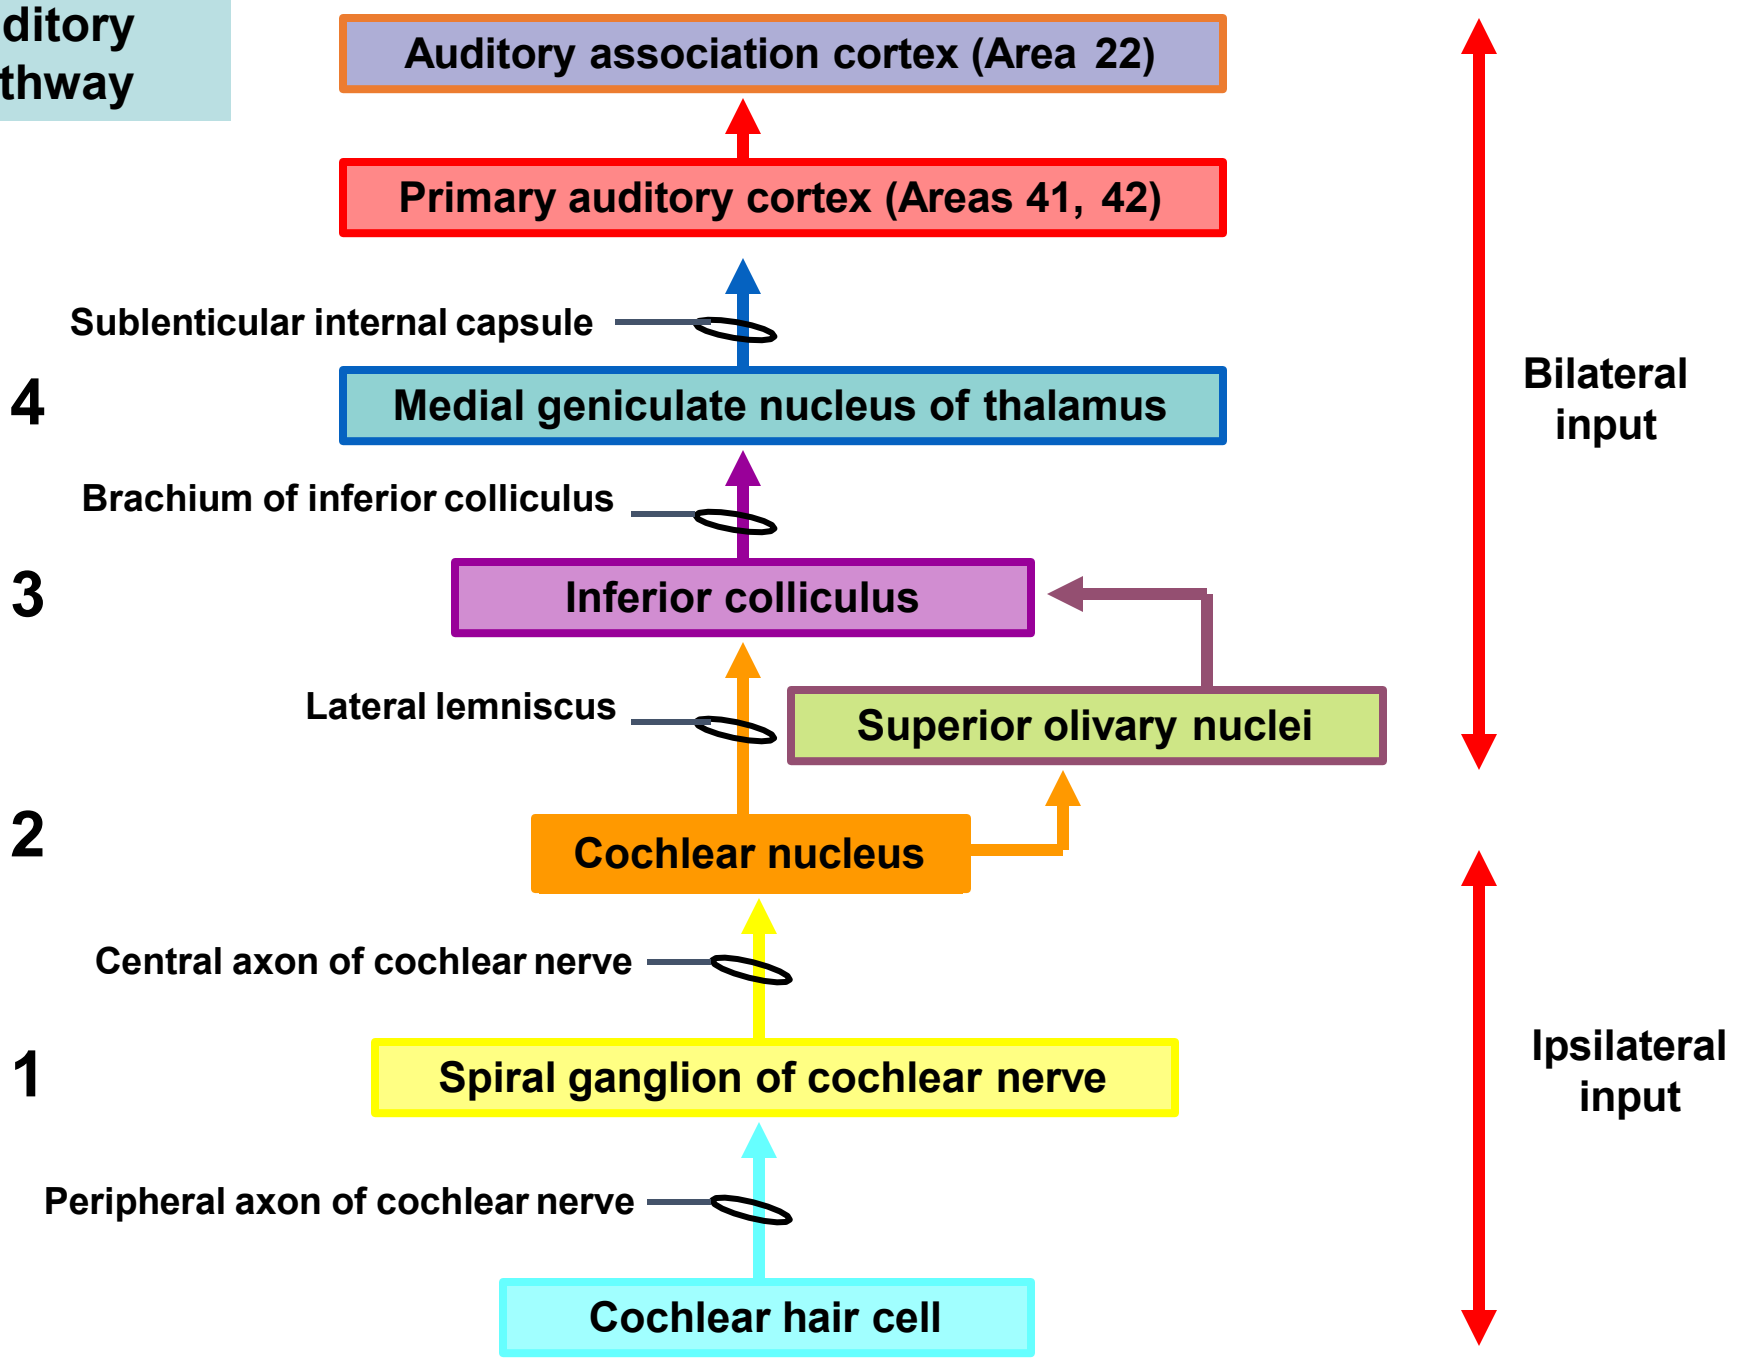 ditory
thway
Auditory association cortex (Area 22)
Primary auditory cortex (Areas 41, 42)
Sublenticular internal capsule
4
Medial geniculate nucleus of thalamus
Bilateral
input
Brachium of inferior colliculus
3
Inferior colliculus
Lateral lemniscus
Superior olivary nuclei
2
Cochlear nucleus
Central axon of cochlear nerve
1
Spiral ganglion of cochlear nerve
Ipsilateral
input
Peripheral axon of cochlear nerve
Cochlear hair cell